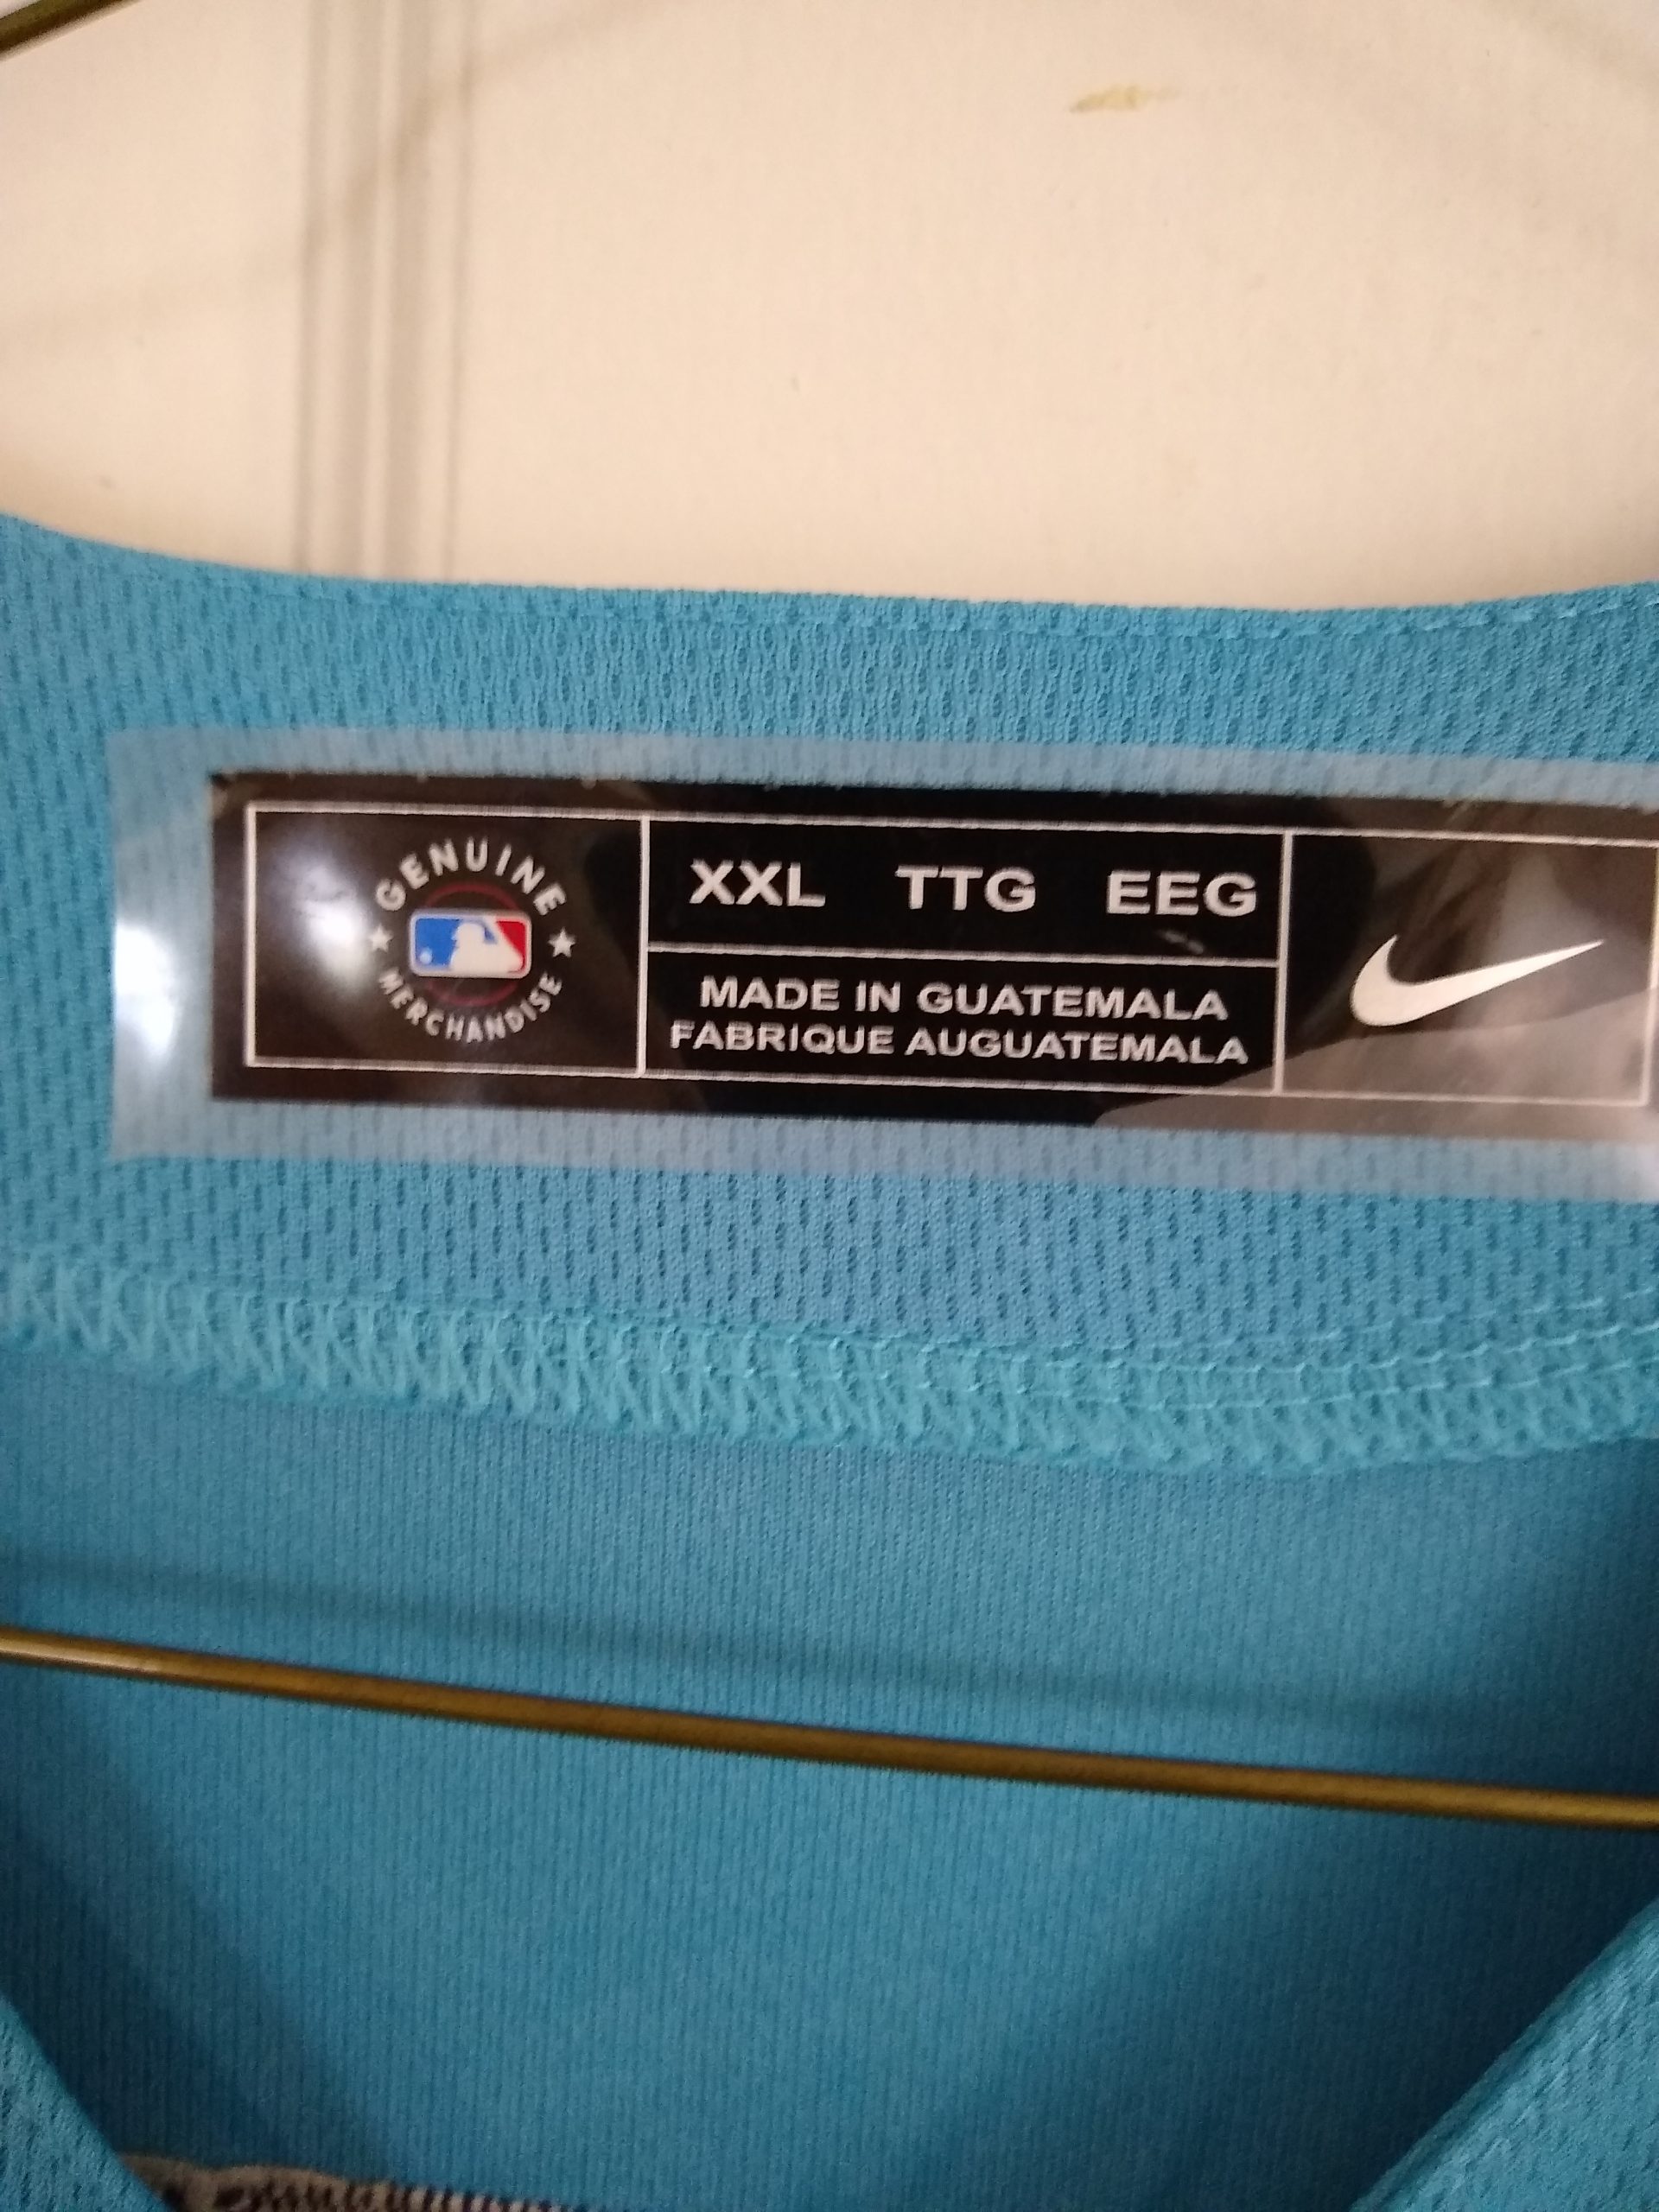 GENUINE
MERCHANDISE
XXL TTG EEG
MADE IN GUATEMALA
FABRIQUE AUGUATEMALA